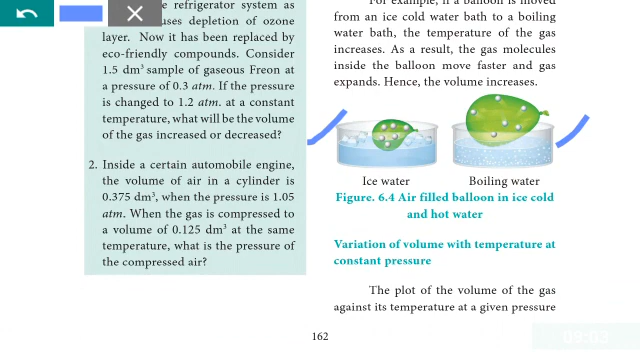 refrigerator system as
uses depletion of ozone
layer. Now it has been replaced by
eco-friendly compounds. Consider
1.5 dm³ sample of gaseous Freon at
a pressure of 0.3 atm. If the pressure
is changed to 1.2 atm. at a constant
temperature, what will be the volume
of the gas increased or decreased?
2. Inside a certain automobile engine,
the volume of air in a cylinder is
0.375 dm³, when the pressure is 1.05
atm. When the gas is compressed to
a volume of 0.125 dm³ at the same
temperature, what is the pressure of
the compressed air?
For example, if a balloon is moved
from an ice cold water bath to a boiling
water bath, the temperature of the gas
increases. As a result, the gas molecules
inside the balloon move faster and gas
expands. Hence, the volume increases.
Ice water
Boiling water
Figure. 6.4 Air filled balloon in ice cold
and hot water
Variation of volume with temperature at
constant pressure
The plot of the volume of the gas
against its temperature at a given pressure
162
09:03